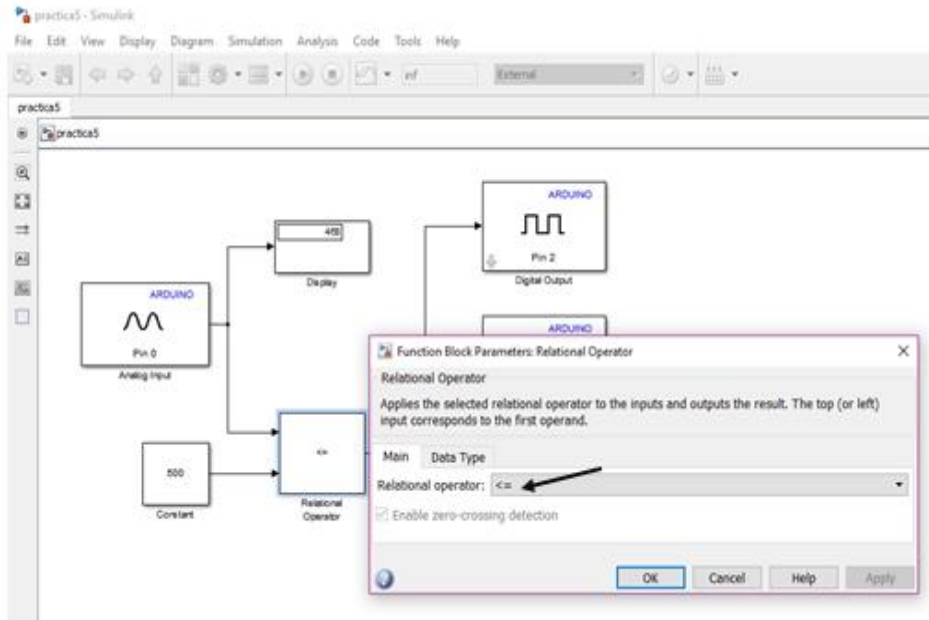 practica5 - Simulink
File Edit View Display Diagram Simulation Analysis Code Tools Help
inf
External
practica5
practica5
ARDUINO
Pin 2
Digital Output
Display
ARDUINO
Pin 0
Analog Input
ARDUINO
<=
Relational
Operator
500
Constant
Function Block Parameters: Relational Operator
Relational Operator
Applies the selected relational operator to the inputs and outputs the result. The top (or left)
input corresponds to the first operand.
Main Data Type
Relational operator: <=
Enable zero-crossing detection
OK Cancel Help Apply